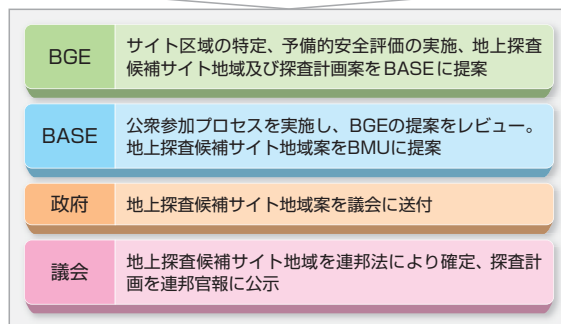 BGE
サイト区域の特定、予備的安全評価の実施、地上探査
候補サイト地域及び探査計画案をBASEに提案
BASE
公衆参加プロセスを実施し、BGEの提案をレビュー。
地上探査候補サイト地域案をBMUに提案
政府
地上探査候補サイト地域案を議会に送付
議会
地上探査候補サイト地域を連邦法により確定、探査計
画を連邦官報に公示